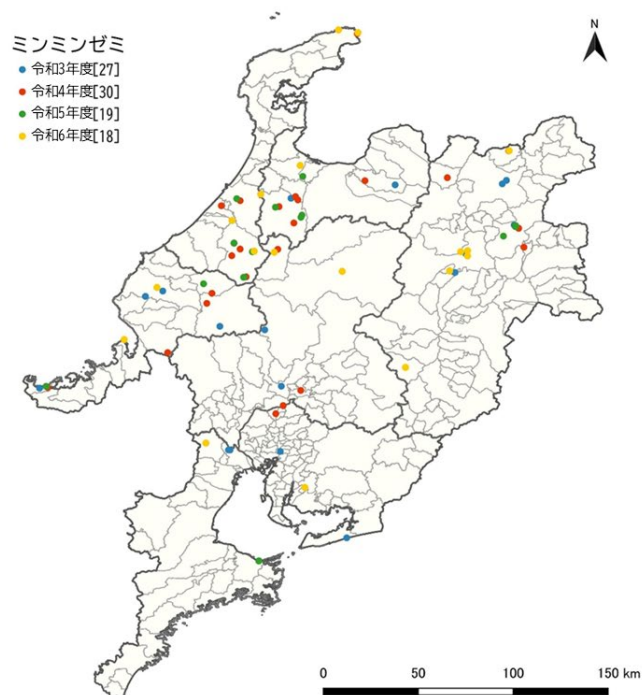 ミンミンゼミ
令和3年度[27]
令和4年度[30]
令和5年度[19]
令和6年度[18]
N
0 50 100 150 km